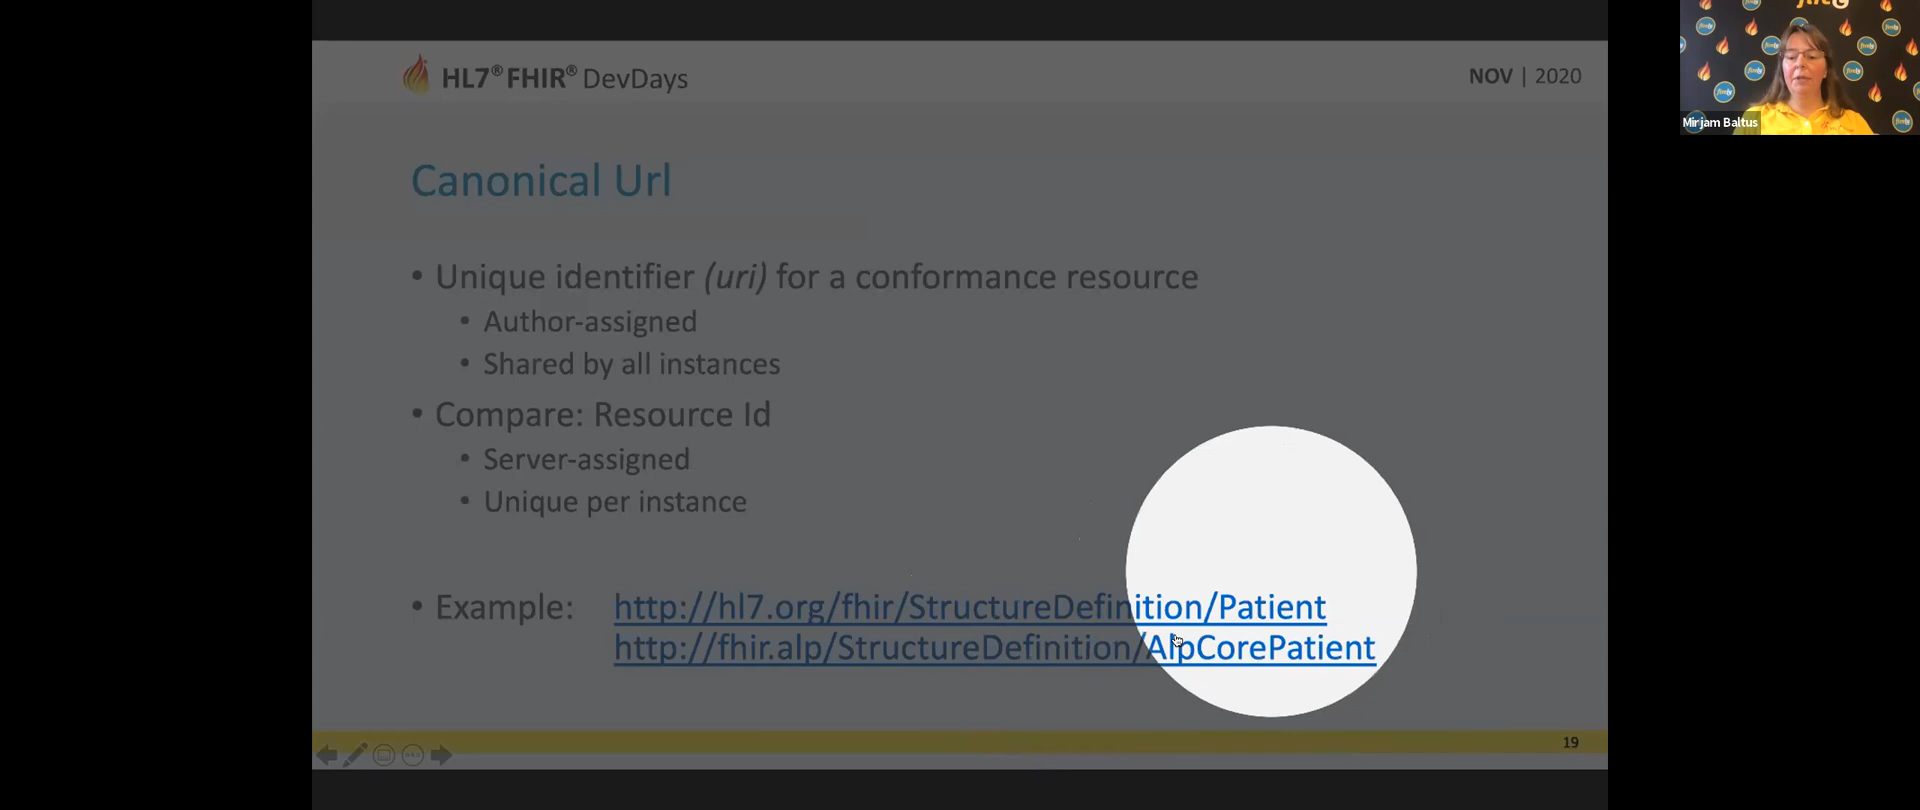 HL7® FHIR® DevDays
NOV | 2020
Mirjam Baltus
Canonical Url
• Unique identifier (uri) for a conformance resource
• Author-assigned
• Shared by all instances
• Compare: Resource Id
• Server-assigned
• Unique per instance
• Example: http://hl7.org/fhir/StructureDefinition/Patient
http://fhir.alp/StructureDefinition/AlpCorePatient
19